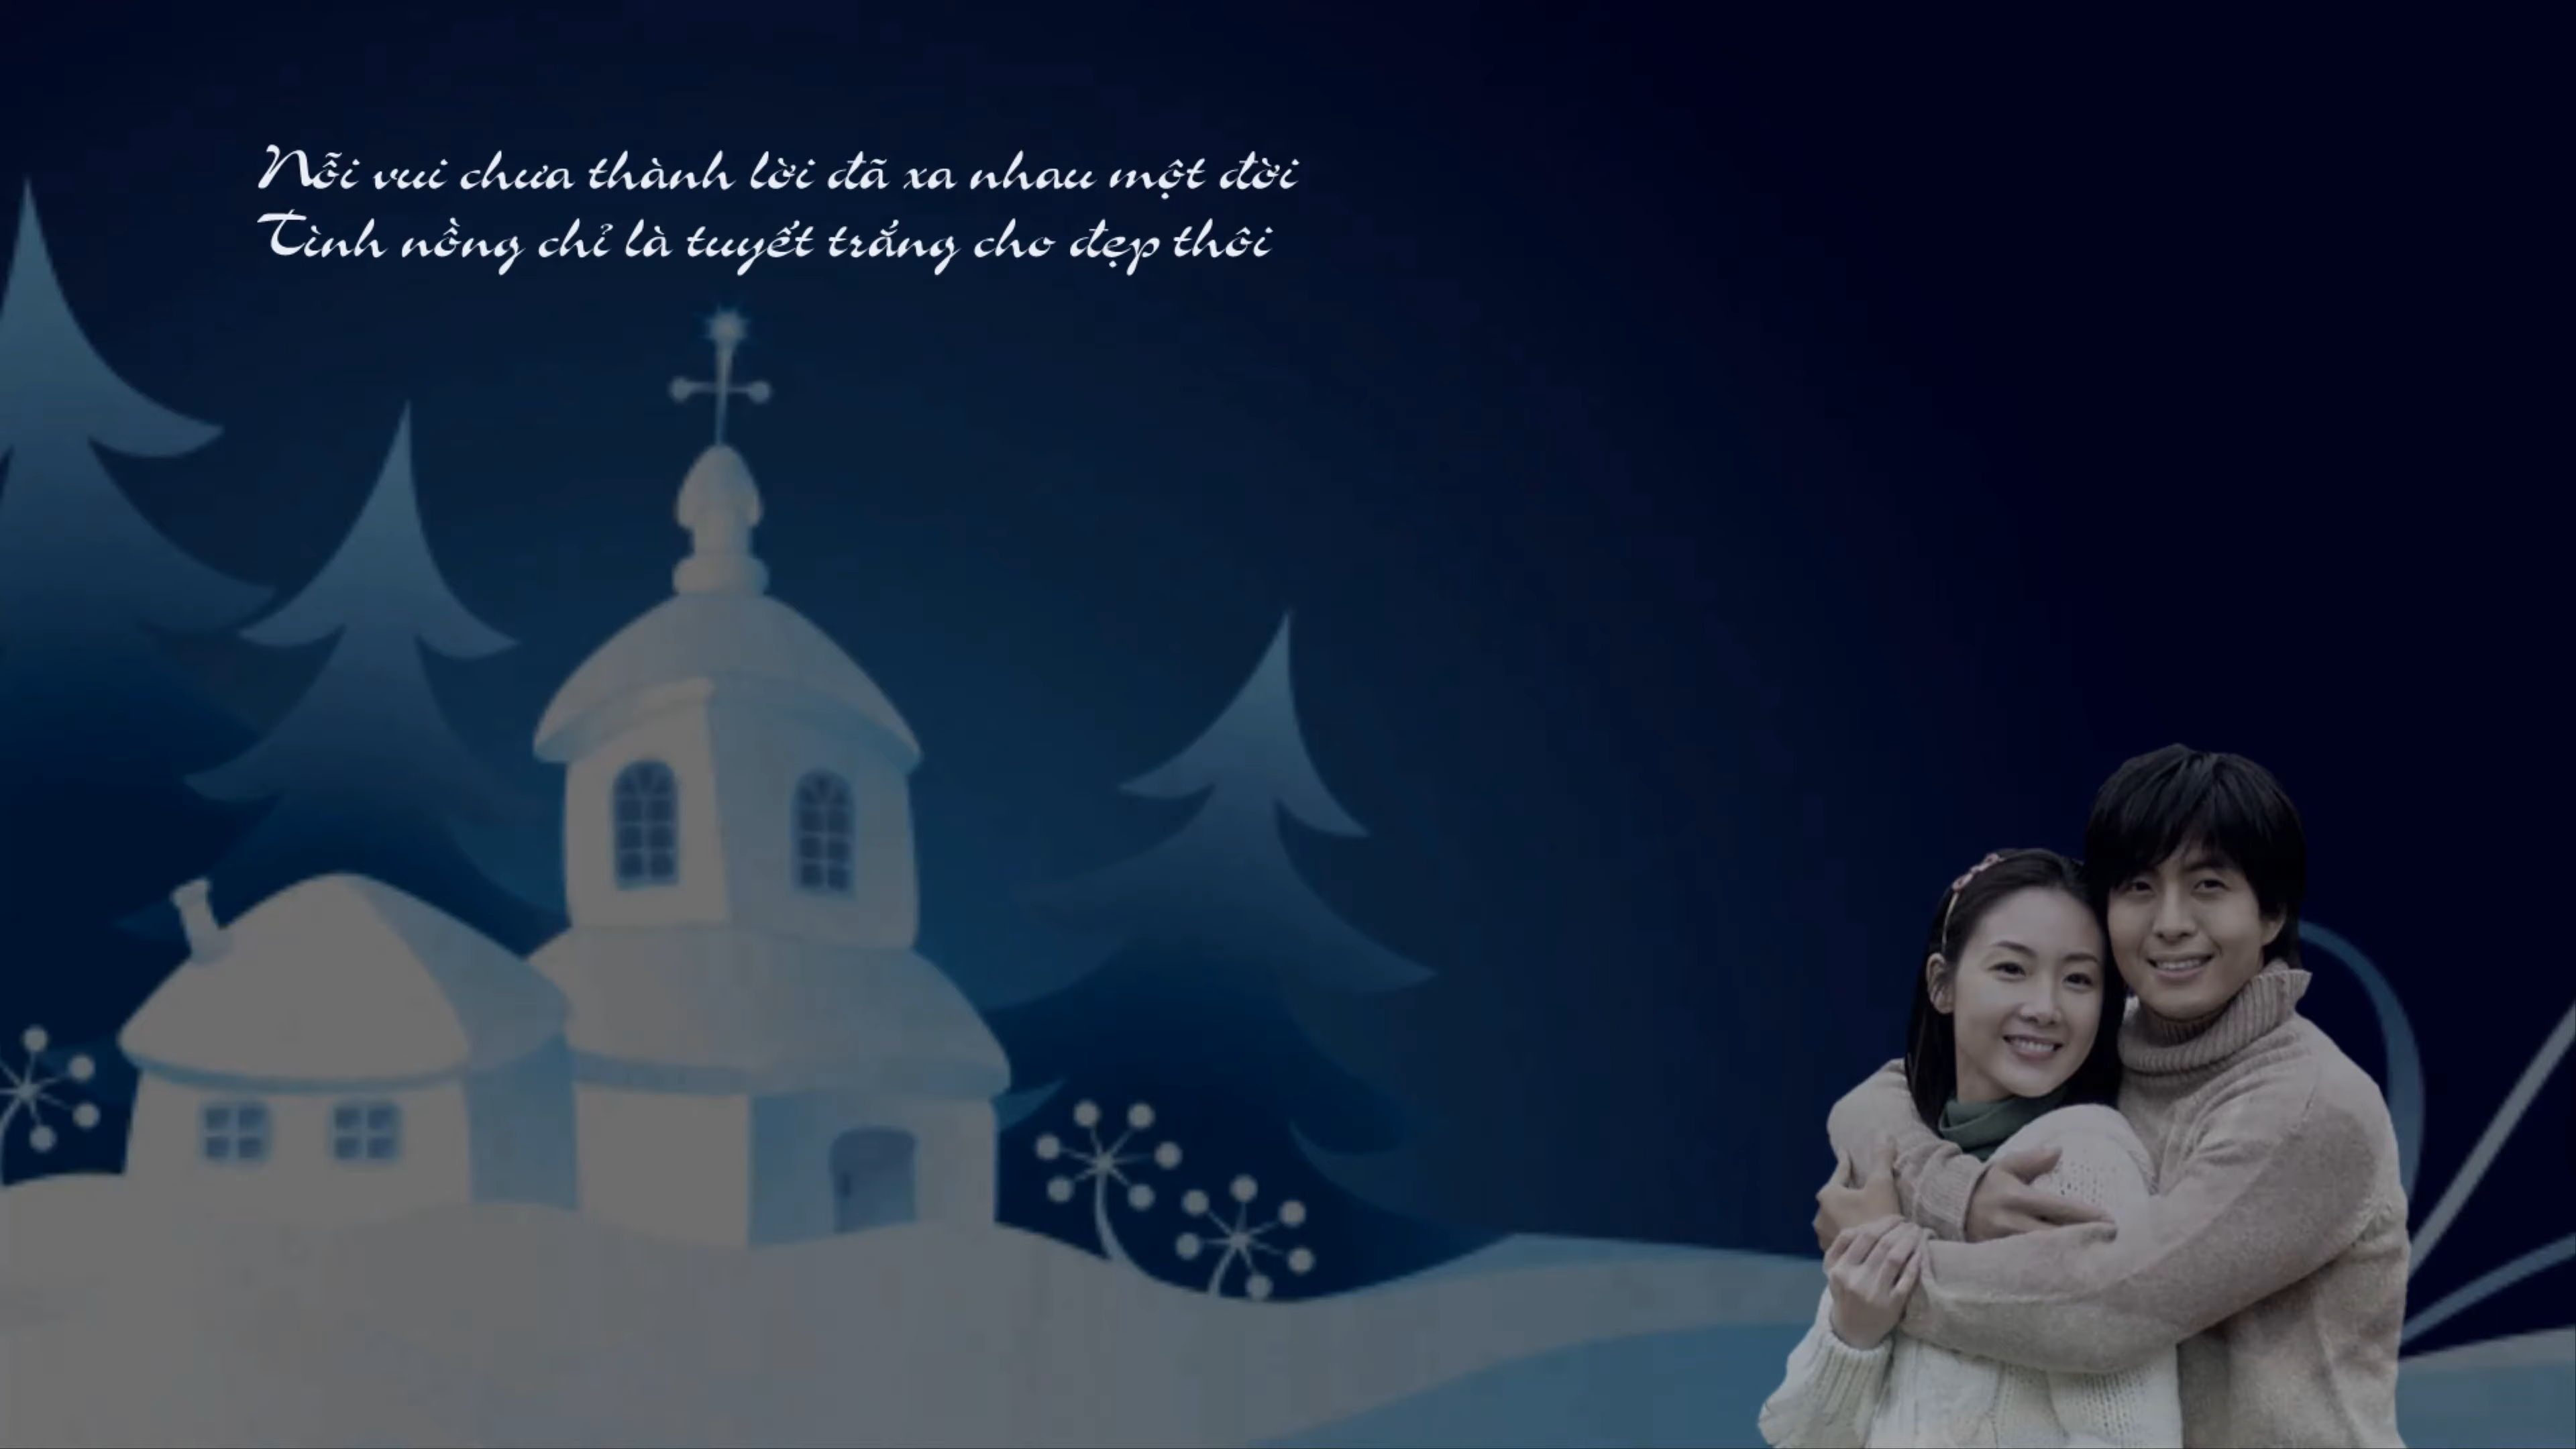 Nỗi vui chưa thành lời đã xa nhau một đời
Tình nồng chỉ là tuyết trắng cho đẹp thôi